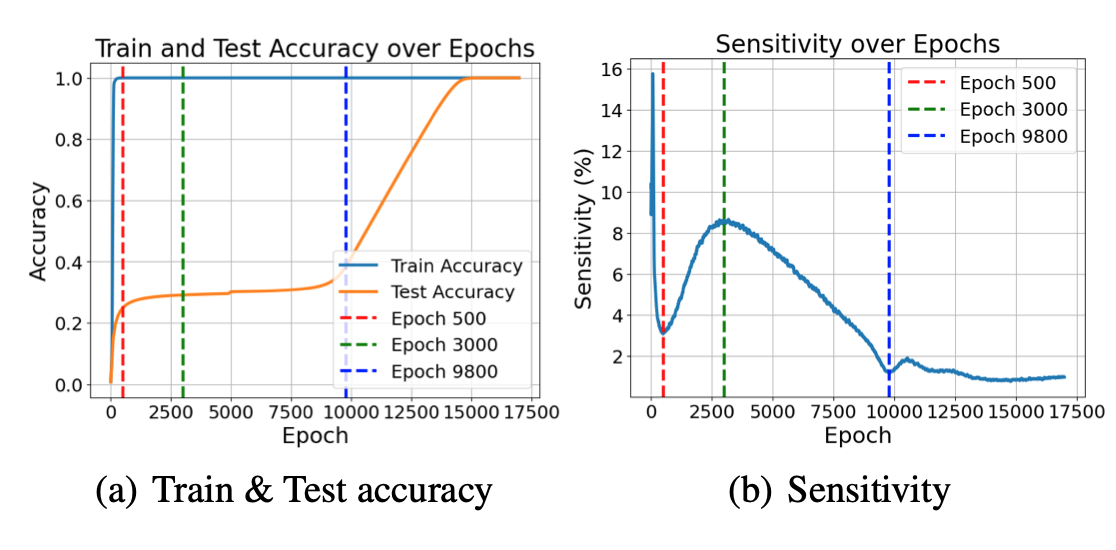 Train and Test Accuracy over Epochs
1.0
0.8
0.6
0.4
0.2
0.0
Accuracy
Train Accuracy
Test Accuracy
Epoch 500
Epoch 3000
Epoch 9800
0 2500 5000 7500 10000 12500 15000 17500
Epoch
(a) Train & Test accuracy
Sensitivity over Epochs
16
14
12
10
8
6
4
2
Sensitivity (%)
Epoch 500
Epoch 3000
Epoch 9800
0 2500 5000 7500 10000 12500 15000 17500
Epoch
(b) Sensitivity